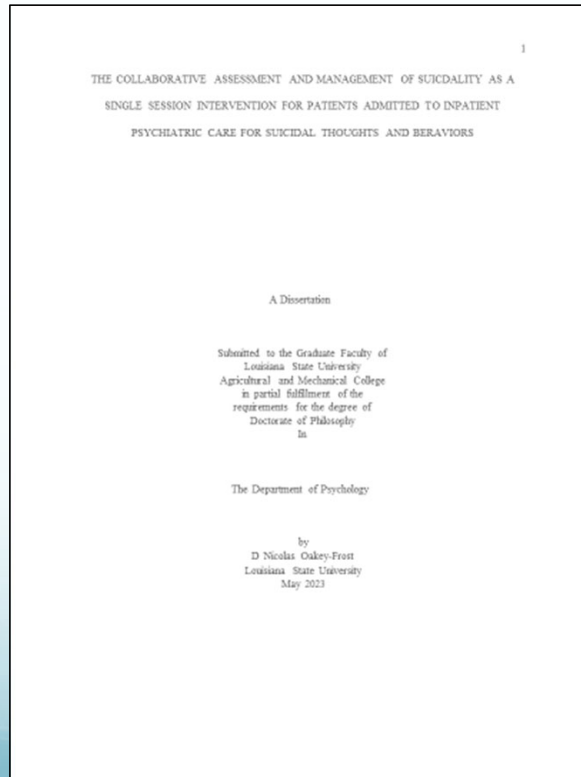 1
THE COLLABORATIVE ASSESSMENT AND MANAGEMENT OF SUICDALITY AS A
SINGLE SESSION INTERVENTION FOR PATIENTS ADMITTED TO INPATIENT
PSYCHIATRIC CARE FOR SUICIDAL THOUGHTS AND BERAVIORS
A Dissertation
Submitted to the Graduate Faculty of
Louisiana State University
Agricultural and Mechanical College
in partial fulfillment of the
requirements for the degree of
Doctorate of Philosophy
In
The Department of Psychology
by
D Nicolas Oakey-Frost
Louisiana State University
May 2023